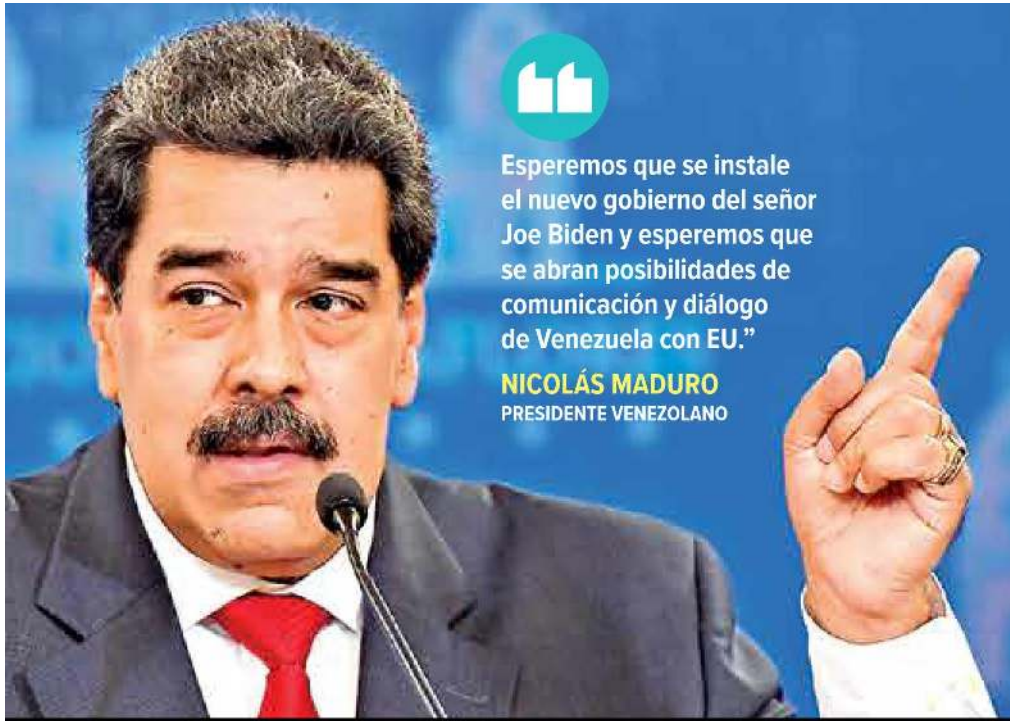 Esperemos que se instale
el nuevo gobierno del señor
Joe Biden y esperemos que
se abran posibilidades de
comunicación y diálogo
de Venezuela con EU.”
NICOLÁS MADURO
PRESIDENTE VENEZOLANO